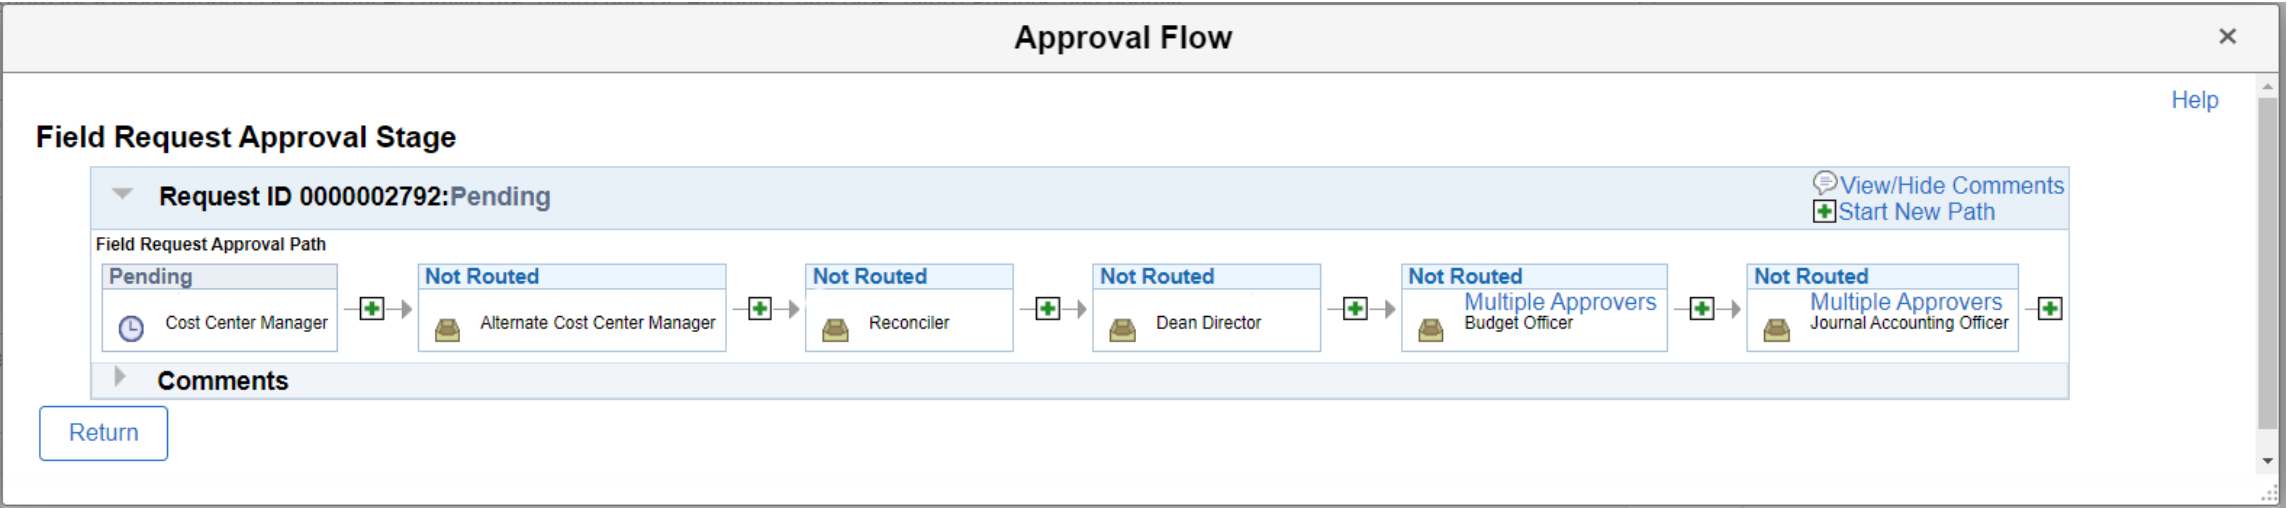 Approval Flow
×
Help
Field Request Approval Stage
Request ID 0000002792:Pending
View/Hide Comments
Start New Path
Field Request Approval Path
Pending
Cost Center Manager
Not Routed
Alternate Cost Center Manager
Not Routed
Reconciler
Not Routed
Dean Director
Not Routed
Multiple Approvers
Budget Officer
Not Routed
Multiple Approvers
Journal Accounting Officer
Comments
Return